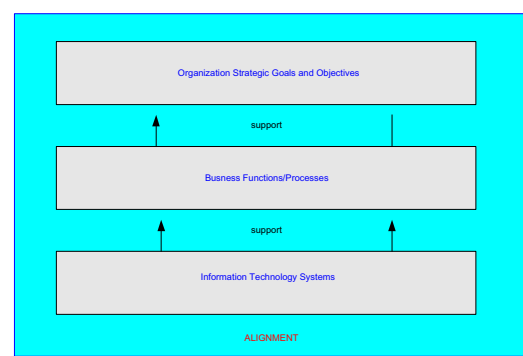 Organization Strategic Goals and Objectives
support
Busness Functions/Processes
support
Information Technology Systems
ALIGNMENT